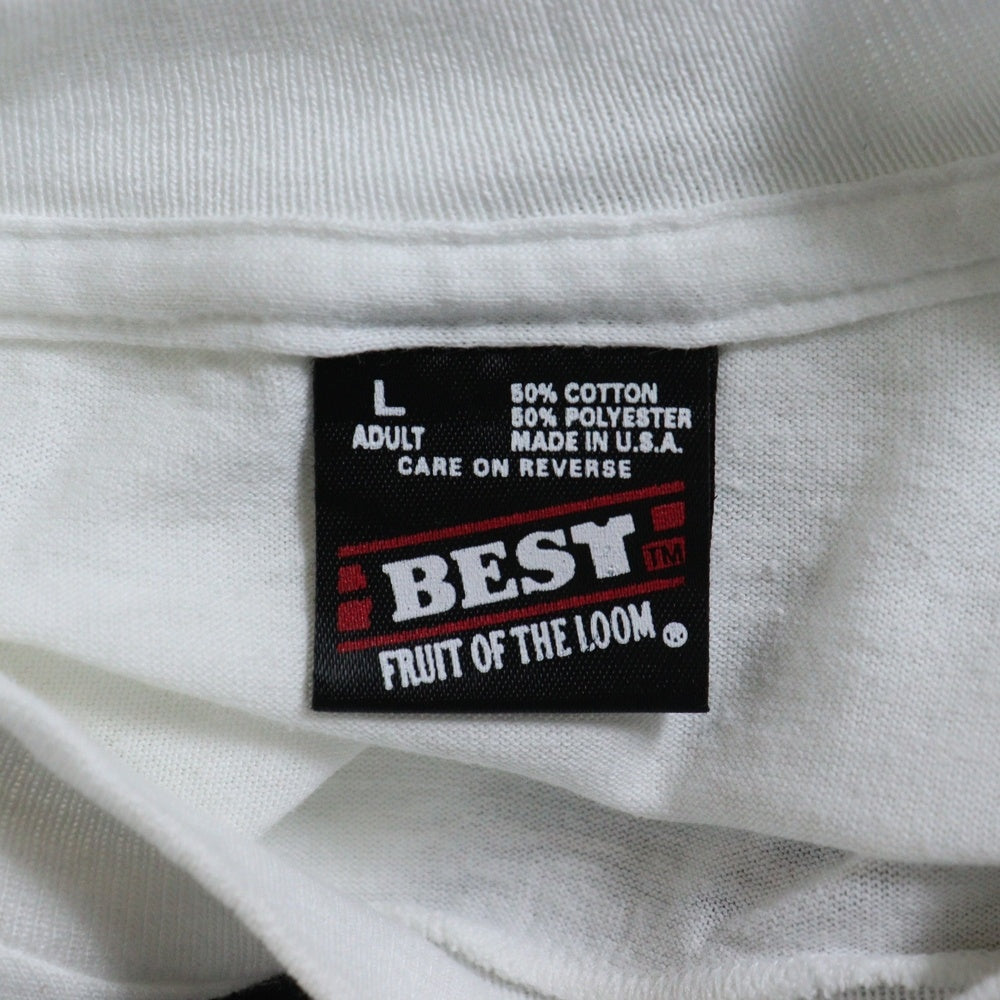 L
ADULT
50% COTTON
50% POLYESTER
MADE IN U.S.A.
CARE ON REVERSE
BEST
TM
FRUIT OF THE LOOM ®